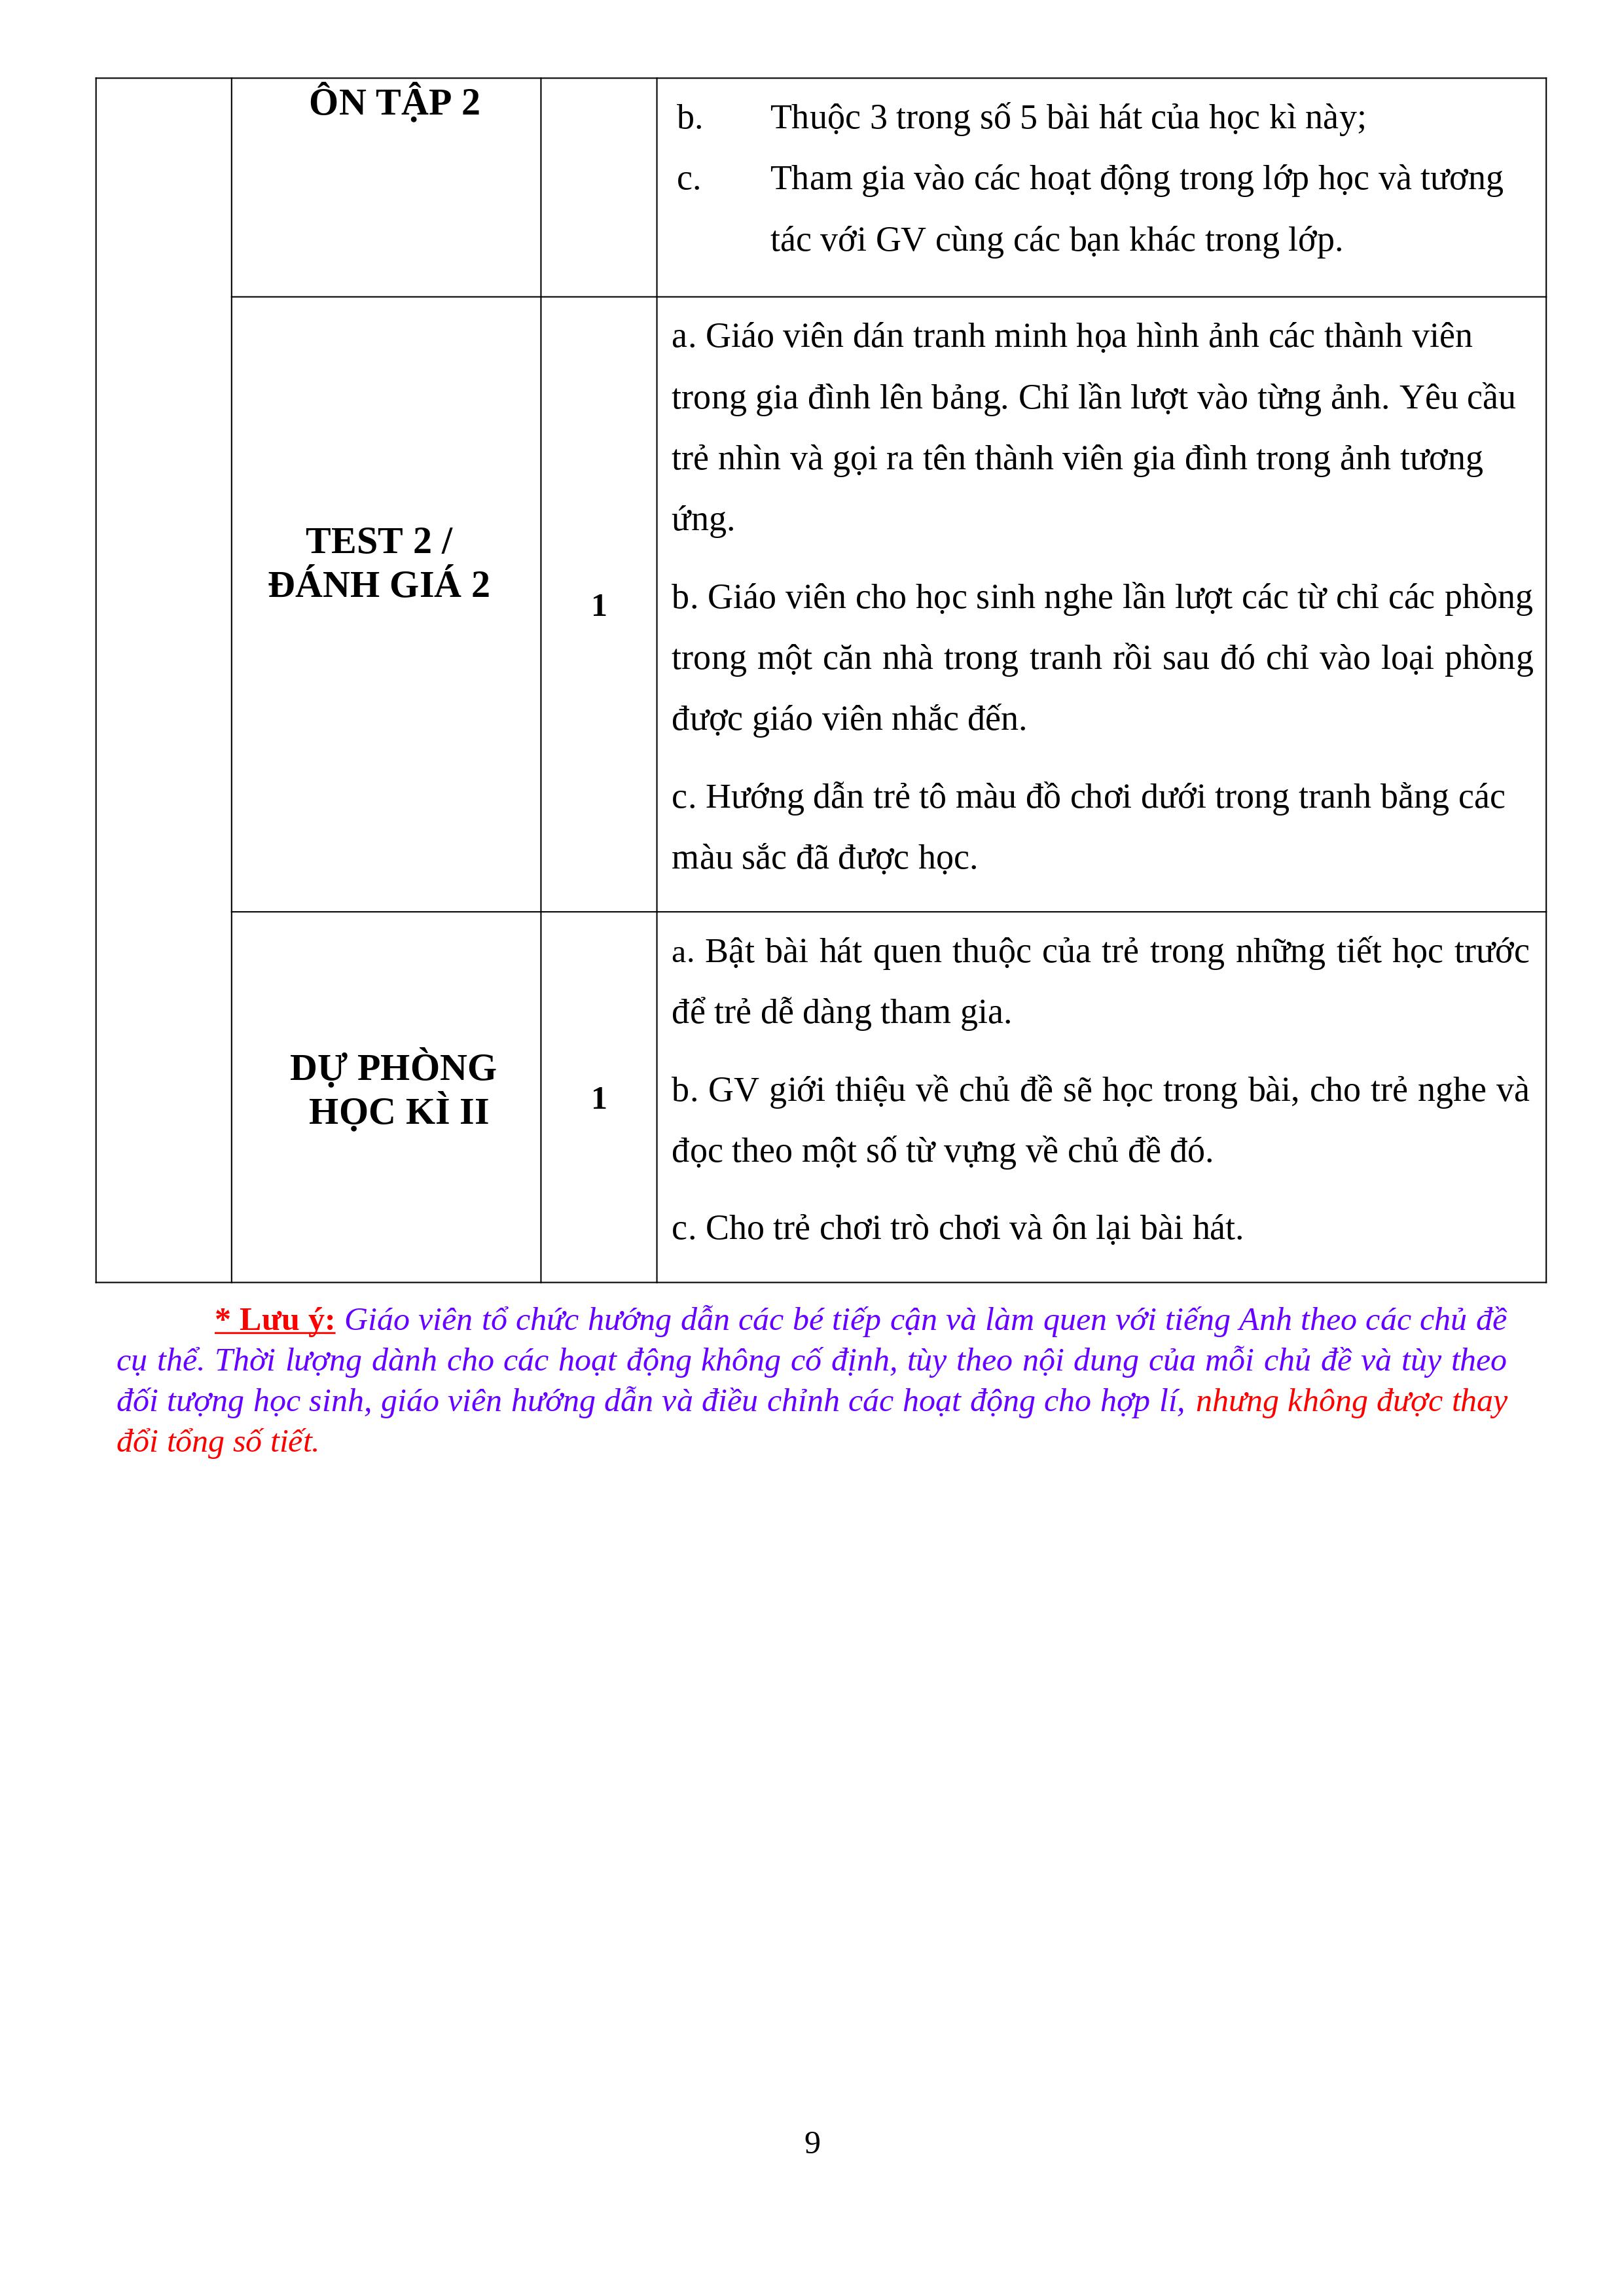 ÔN TẬP 2
b. Thuộc 3 trong số 5 bài hát của học kì này;
c. Tham gia vào các hoạt động trong lớp học và tương
tác với GV cùng các bạn khác trong lớp.
TEST 2 /
ĐÁNH GIÁ 2
1
a. Giáo viên dán tranh minh họa hình ảnh các thành viên
trong gia đình lên bảng. Chỉ lần lượt vào từng ảnh. Yêu cầu
trẻ nhìn và gọi ra tên thành viên gia đình trong ảnh tương
ứng.
b. Giáo viên cho học sinh nghe lần lượt các từ chỉ các phòng
trong một căn nhà trong tranh rồi sau đó chỉ vào loại phòng
được giáo viên nhắc đến.
c. Hướng dẫn trẻ tô màu đồ chơi dưới trong tranh bằng các
màu sắc đã được học.
DỰ PHÒNG
HỌC KÌ II
1
a. Bật bài hát quen thuộc của trẻ trong những tiết học trước
để trẻ dễ dàng tham gia.
b. GV giới thiệu về chủ đề sẽ học trong bài, cho trẻ nghe và
đọc theo một số từ vựng về chủ đề đó.
c. Cho trẻ chơi trò chơi và ôn lại bài hát.
* Lưu ý: Giáo viên tổ chức hướng dẫn các bé tiếp cận và làm quen với tiếng Anh theo các chủ đề
cụ thể. Thời lượng dành cho các hoạt động không cố định, tùy theo nội dung của mỗi chủ đề và tùy theo
đối tượng học sinh, giáo viên hướng dẫn và điều chỉnh các hoạt động cho hợp lí, nhưng không được thay
đổi tổng số tiết.
9